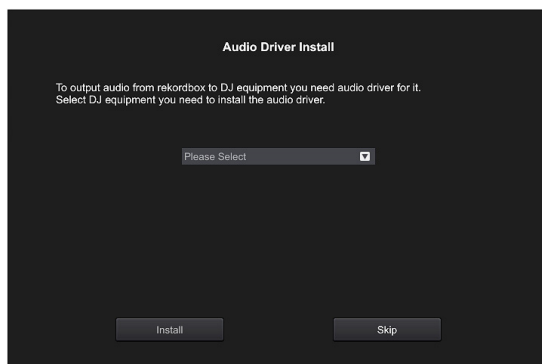 Audio Driver Install
To output audio from rekordbox to DJ equipment you need audio driver for it.
Select DJ equipment you need to install the audio driver.
Please Select
Install
Skip